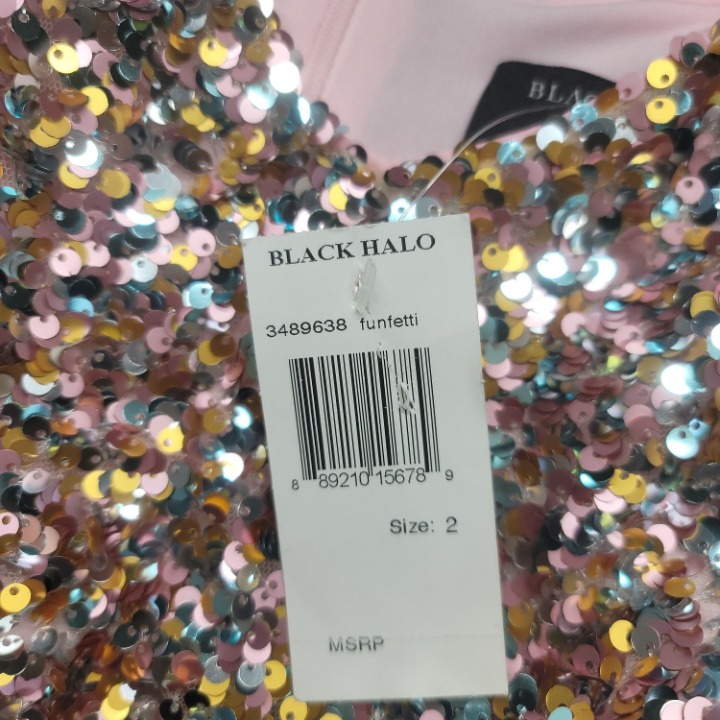 BLACK HALO
3489638 funfetti
8 89210 15678 9
Size: 2
MSRP